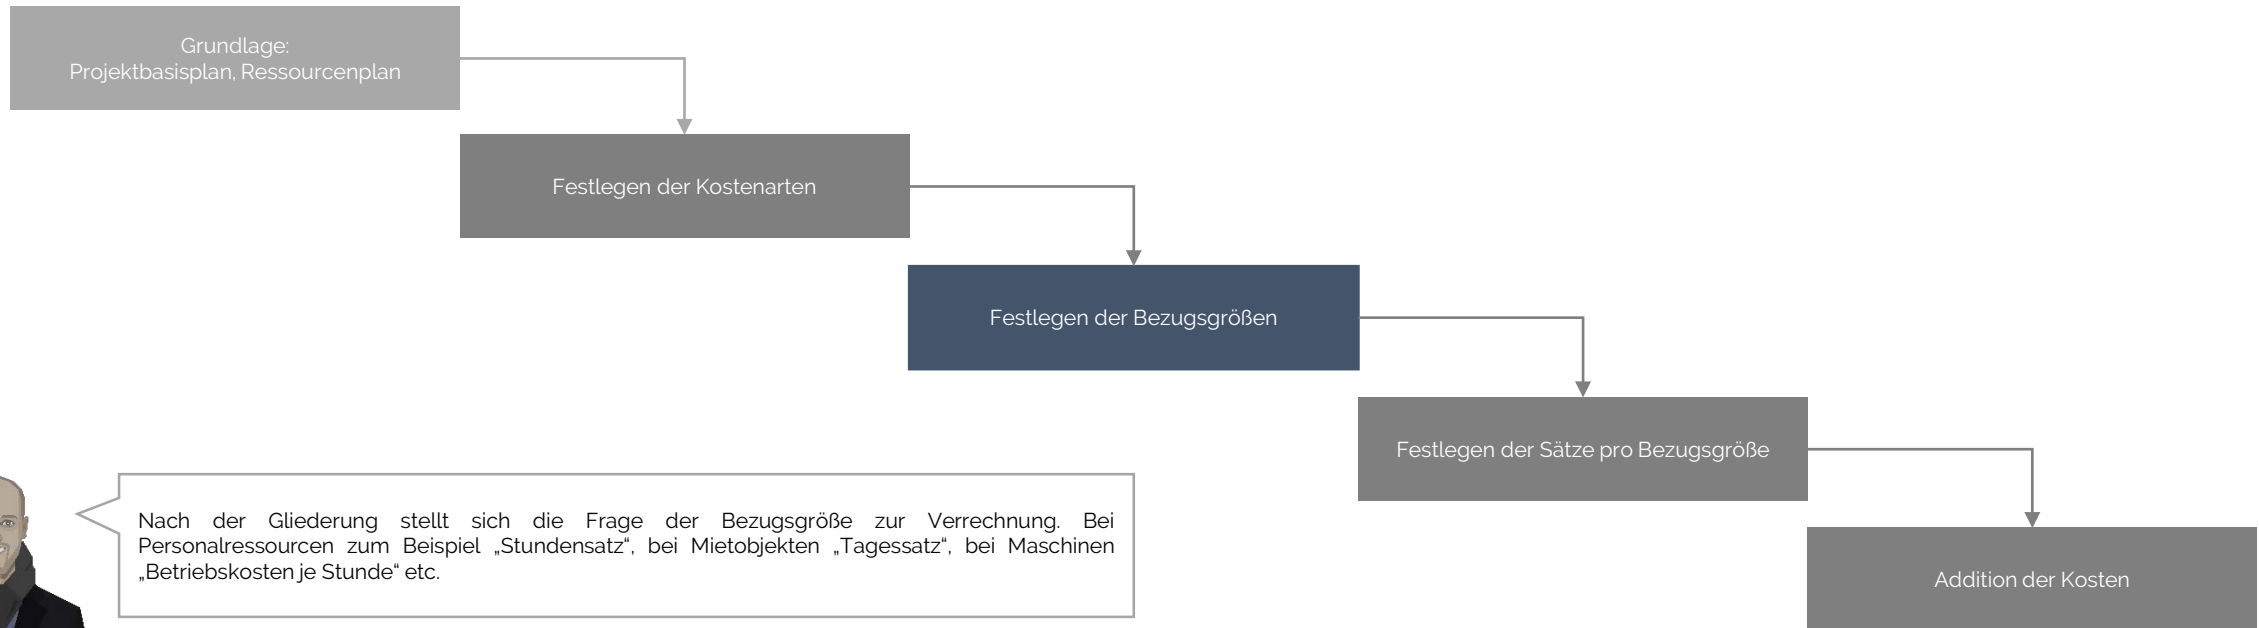 Grundlage:
Projektbasisplan, Ressourcenplan
Festlegen der Kostenarten
Festlegen der Bezugsgrößen
Festlegen der Sätze pro Bezugsgröße
Addition der Kosten
Nach der Gliederung stellt sich die Frage der Bezugsgröße zur Verrechnung. Bei
Personalressourcen zum Beispiel „Stundensatz“, bei Mietobjekten „Tagessatz“, bei Maschinen
„Betriebskosten je Stunde“ etc.